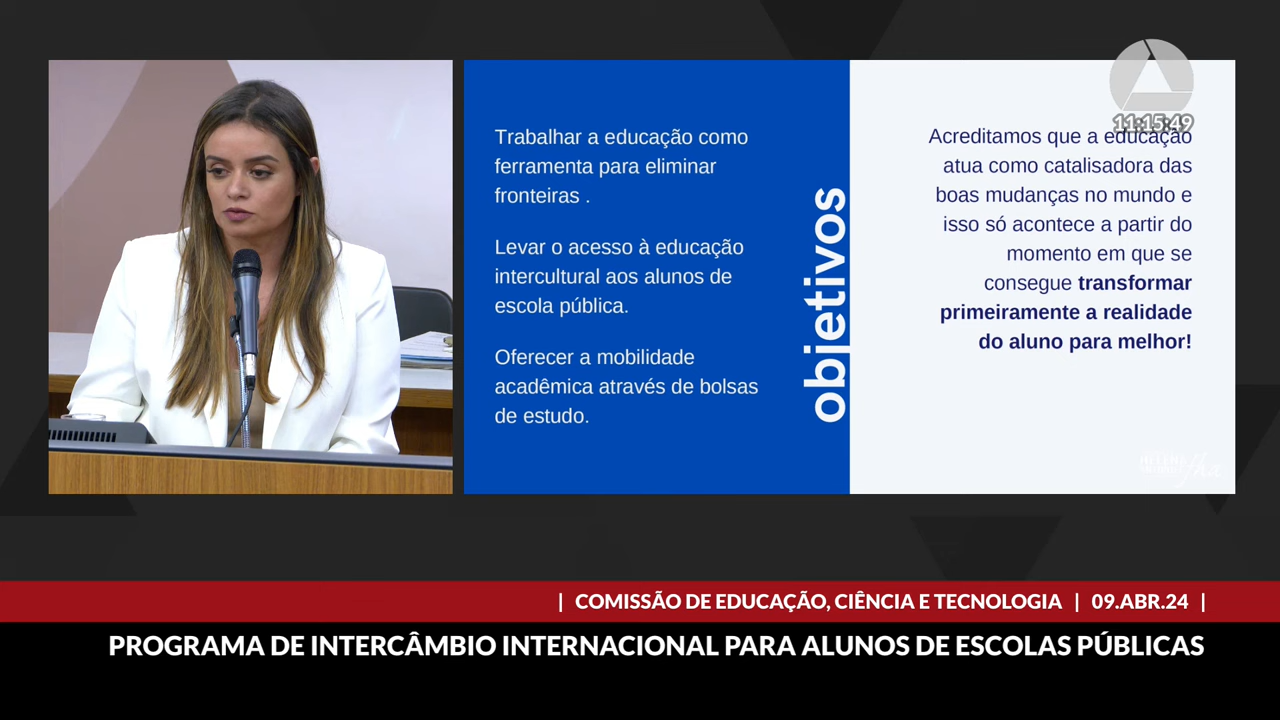 11:15:49
Trabalhar a educação como
ferramenta para eliminar
fronteiras .
Levar o acesso à educação
intercultural aos alunos de
escola pública.
Oferecer a mobilidade
acadêmica através de bolsas
de estudo.
objetivos
Acreditamos que a educação
atua como catalisadora das
boas mudanças no mundo e
isso só acontece a partir do
momento em que se
consegue transformar
primeiramente a realidade
do aluno para melhor!
| COMISSÃO DE EDUCAÇÃO, CIÊNCIA E TECNOLOGIA | 09.ABR.24 |
PROGRAMA DE INTERCÂMBIO INTERNACIONAL PARA ALUNOS DE ESCOLAS PÚBLICAS